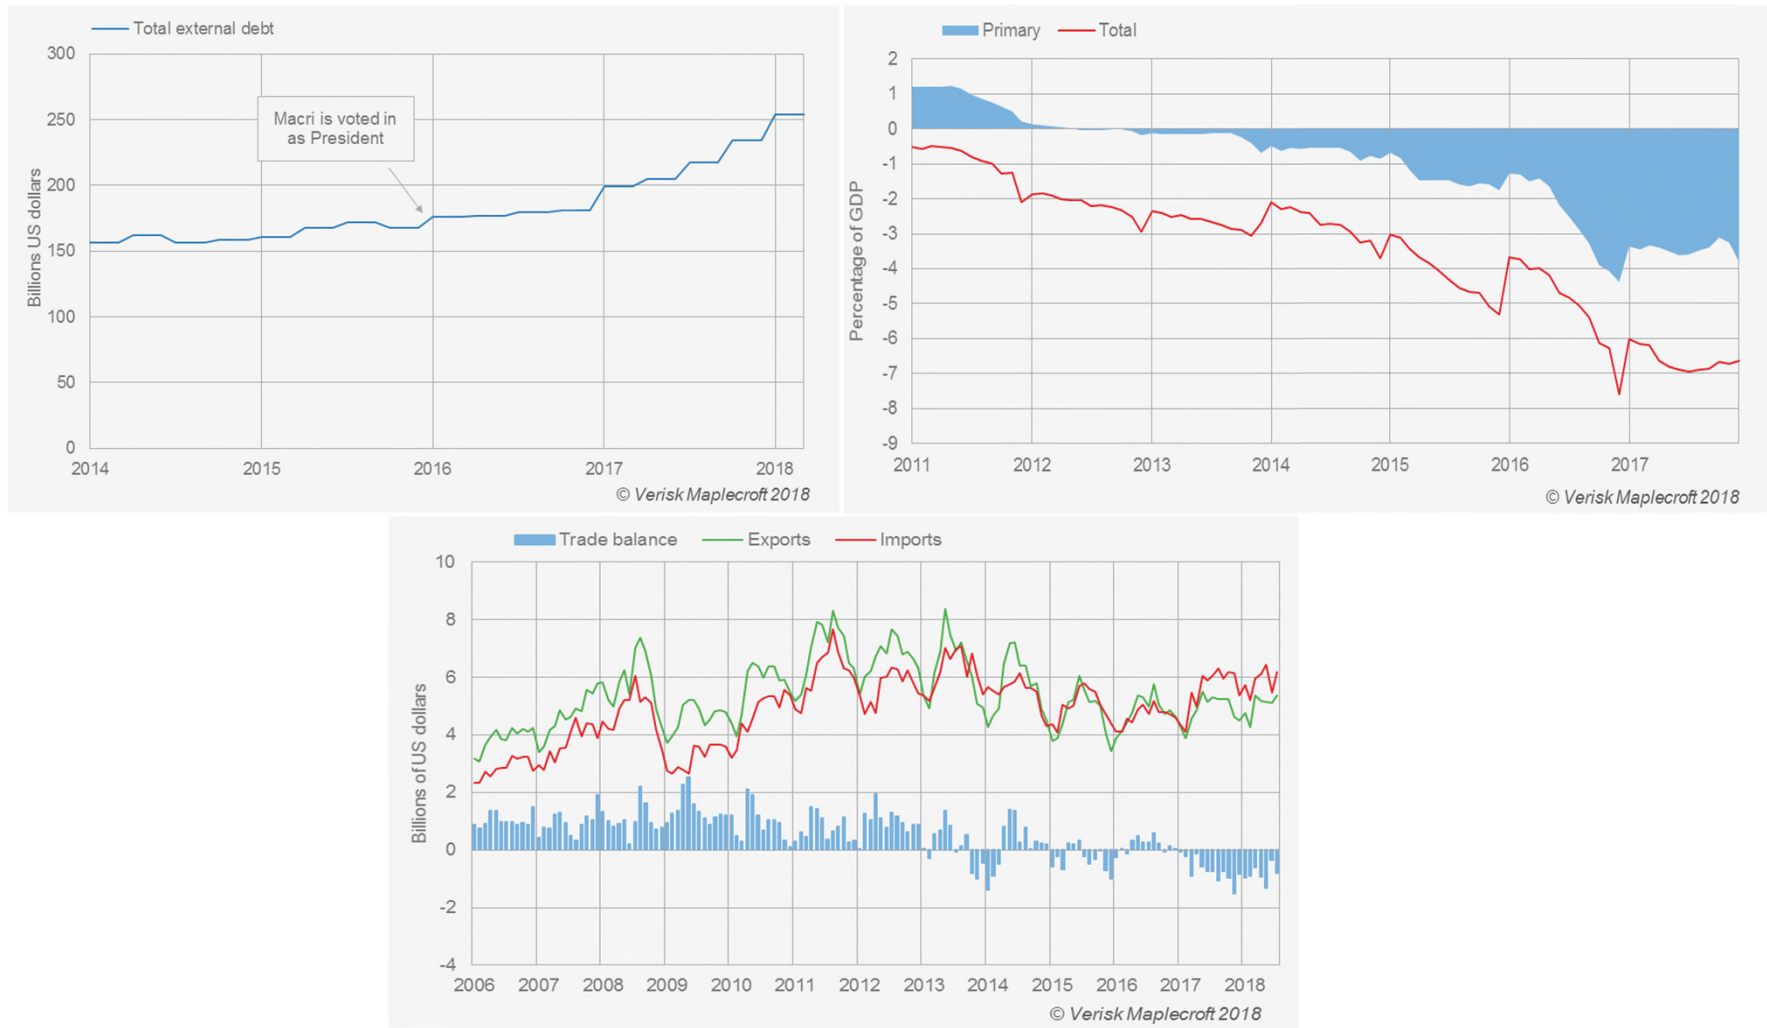 Total external debt
300
250
200
150
100
50
0
Billions US dollars
Macri is voted in
as President
2014 2015 2016 2017 2018
© Verisk Maplecroft 2018
Primary Total
2
1
0
-1
-2
-3
-4
-5
-6
-7
-8
-9
Percentage of GDP
2011 2012 2013 2014 2015 2016 2017
© Verisk Maplecroft 2018
Trade balance Exports Imports
10
8
6
4
2
0
-2
-4
Billions of US dollars
2006 2007 2008 2009 2010 2011 2012 2013 2014 2015 2016 2017 2018
© Verisk Maplecroft 2018